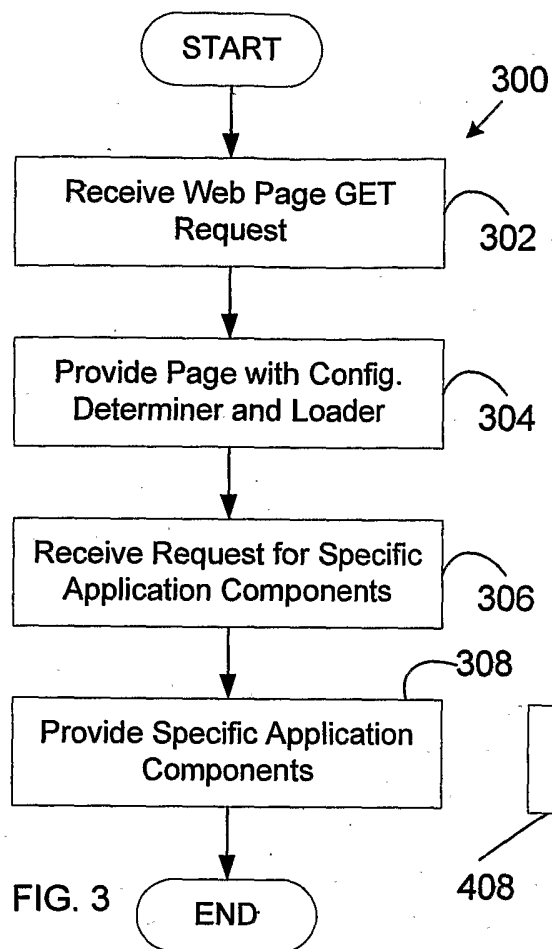 START
300
Receive Web Page GET
Request
302
Provide Page with Config.
Determiner and Loader
304
Receive Request for Specific
Application Components
306
308
Provide Specific Application
Components
408
FIG. 3
END